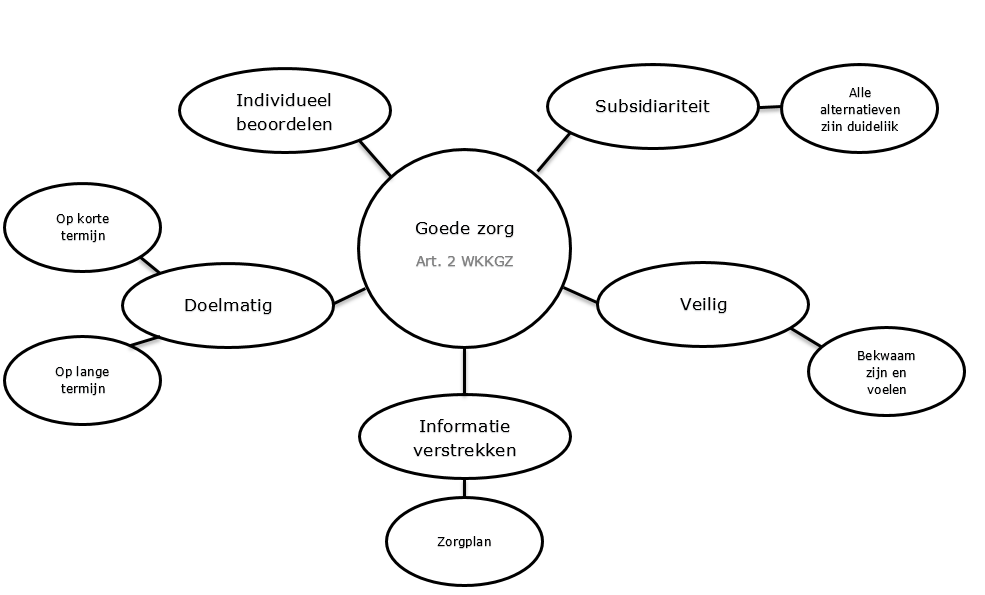 Individueel
beoordelen
Subsidiariteit
Alle
alternatieven
zijn duidelijk
Goede zorg
Art. 2 WKKGZ
Op korte
termijn
Doelmatig
Op lange
termijn
Veilig
Bekwaam
zijn en
voelen
Informatie
verstrekken
Zorgplan